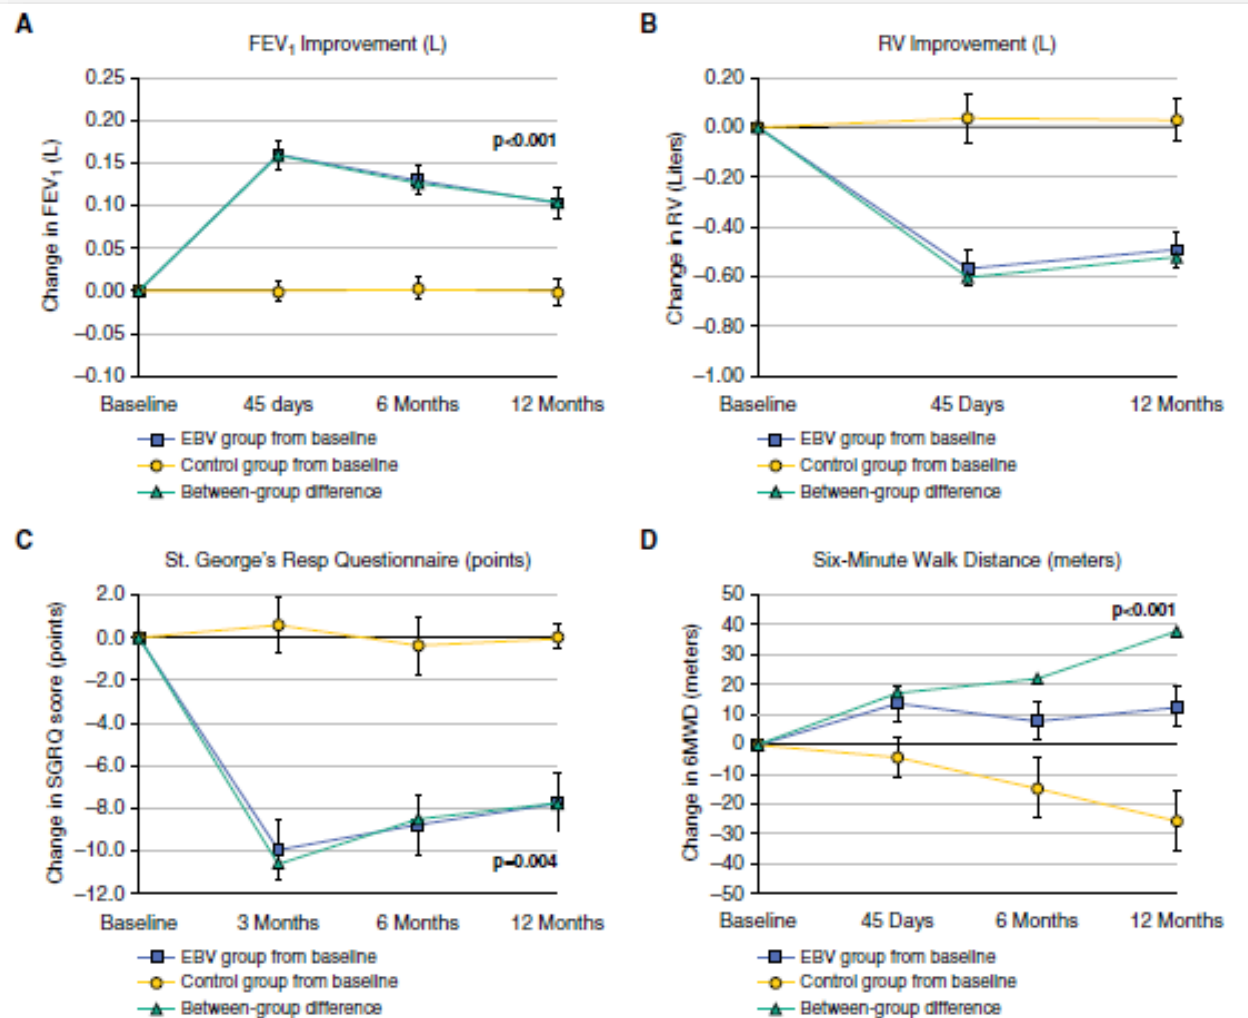 A
FEV1 Improvement (L)
Change in FEV1 (L)
0.25
0.20
0.15
0.10
0.05
0.00
−0.05
−0.10
p<0.001
Baseline 45 days 6 Months 12 Months
EBV group from baseline
Control group from baseline
Between-group difference
B
RV Improvement (L)
Change in RV (Liters)
0.20
0.00
−0.20
−0.40
−0.60
−0.80
−1.00
Baseline 45 Days 12 Months
EBV group from baseline
Control group from baseline
Between-group difference
C
St. George's Resp Questionnaire (points)
Change in SGRQ score (points)
2.0
0.0
−2.0
−4.0
−6.0
−8.0
−10.0
−12.0
p=0.004
Baseline 3 Months 6 Months 12 Months
EBV group from baseline
Control group from baseline
Between-group difference
D
Six-Minute Walk Distance (meters)
Change in 6MWD (meters)
50
40
30
20
10
0
−10
−20
−30
−40
−50
p<0.001
Baseline 45 Days 6 Months 12 Months
EBV group from baseline
Control group from baseline
Between-group difference